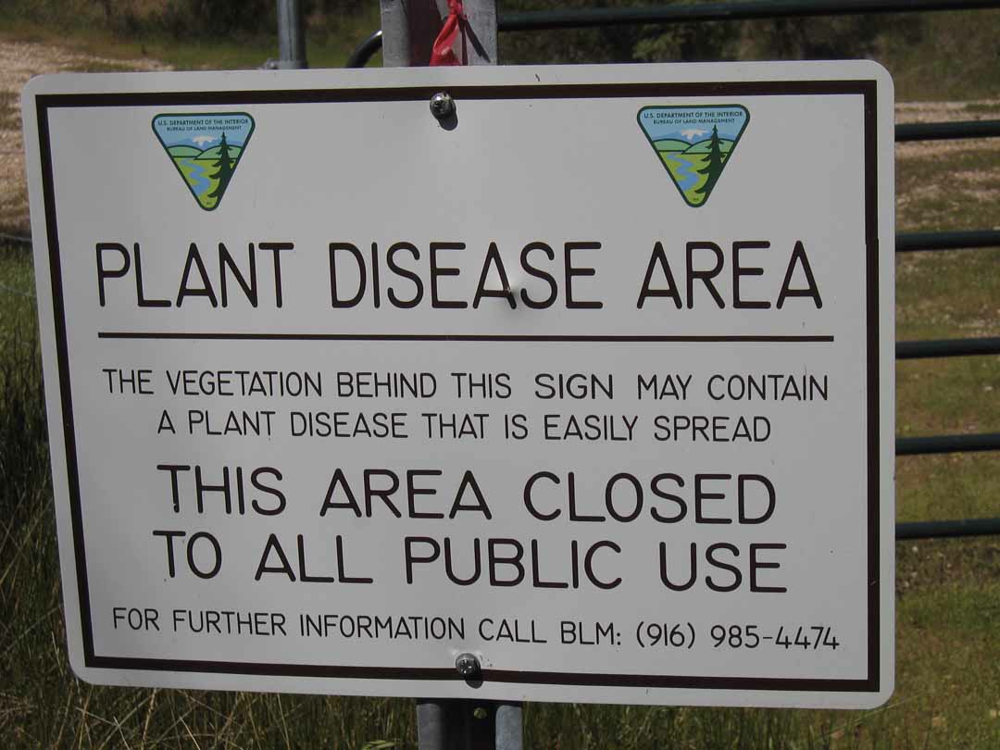 U.S. DEPARTMENT OF THE INTERIOR
BUREAU OF LAND MANAGEMENT
U.S. DEPARTMENT OF THE INTERIOR
BUREAU OF LAND MANAGEMENT
PLANT DISEASE AREA
THE VEGETATION BEHIND THIS SIGN MAY CONTAIN
A PLANT DISEASE THAT IS EASILY SPREAD
THIS AREA CLOSED
TO ALL PUBLIC USE
FOR FURTHER INFORMATION CALL BLM: (916) 985-4474